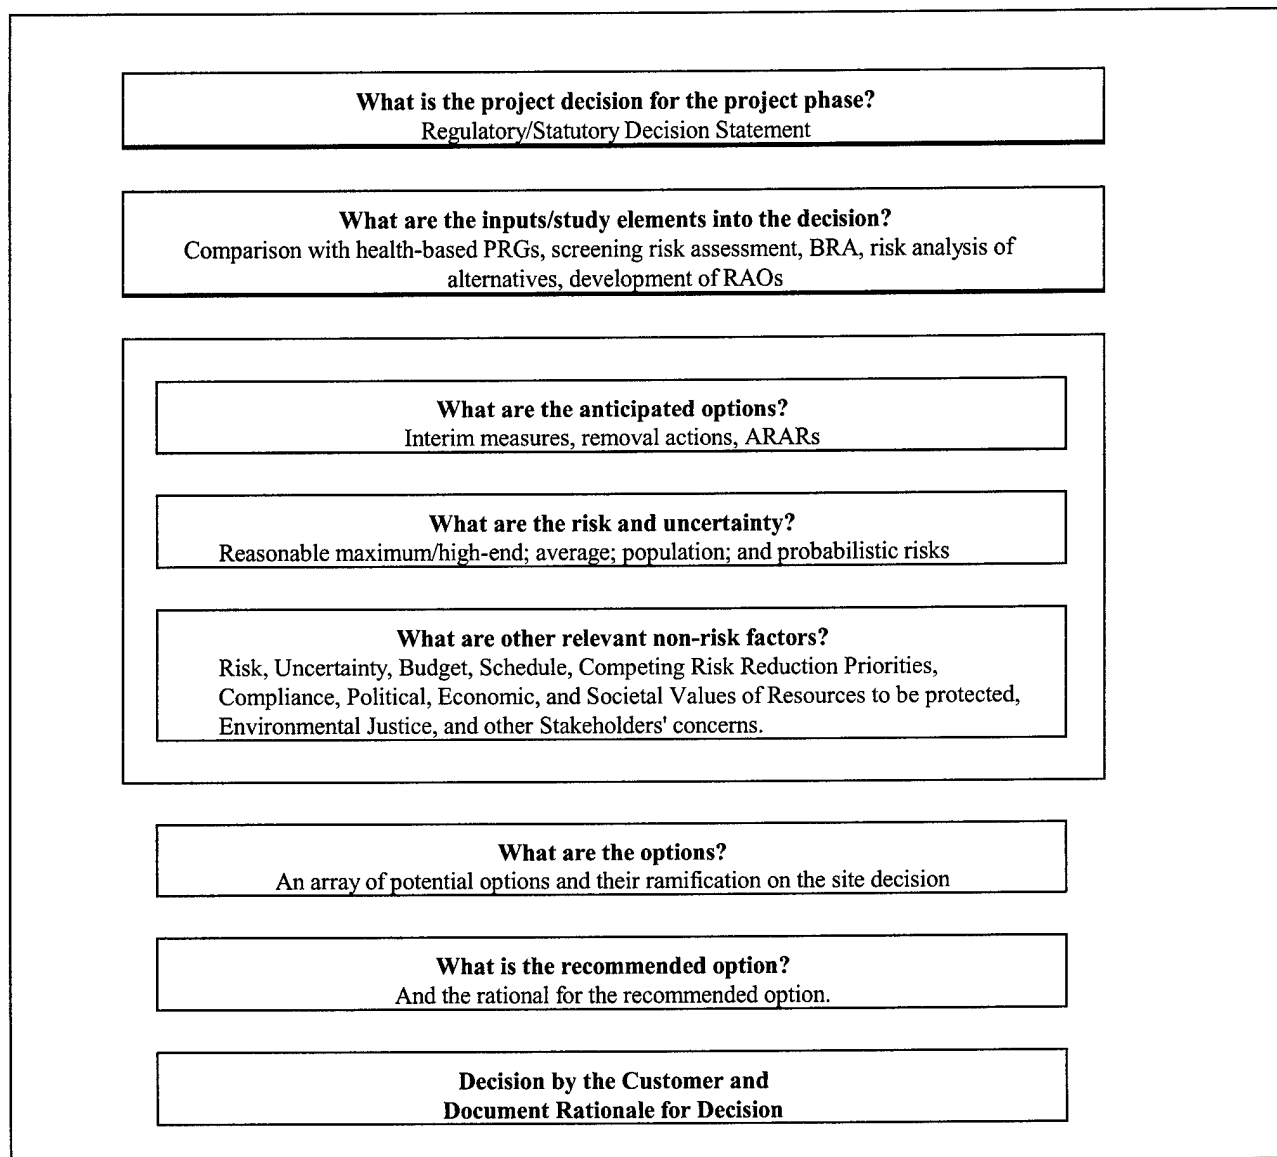 What is the project decision for the project phase?
Regulatory/Statutory Decision Statement
What are the inputs/study elements into the decision?
Comparison with health-based PRGs, screening risk assessment, BRA, risk analysis of
alternatives, development of RAOs
What are the anticipated options?
Interim measures, removal actions, ARARs
What are the risk and uncertainty?
Reasonable maximum/high-end; average; population; and probabilistic risks
What are other relevant non-risk factors?
Risk, Uncertainty, Budget, Schedule, Competing Risk Reduction Priorities,
Compliance, Political, Economic, and Societal Values of Resources to be protected,
Environmental Justice, and other Stakeholders' concerns.
What are the options?
An array of potential options and their ramification on the site decision
What is the recommended option?
And the rational for the recommended option.
Decision by the Customer and
Document Rationale for Decision